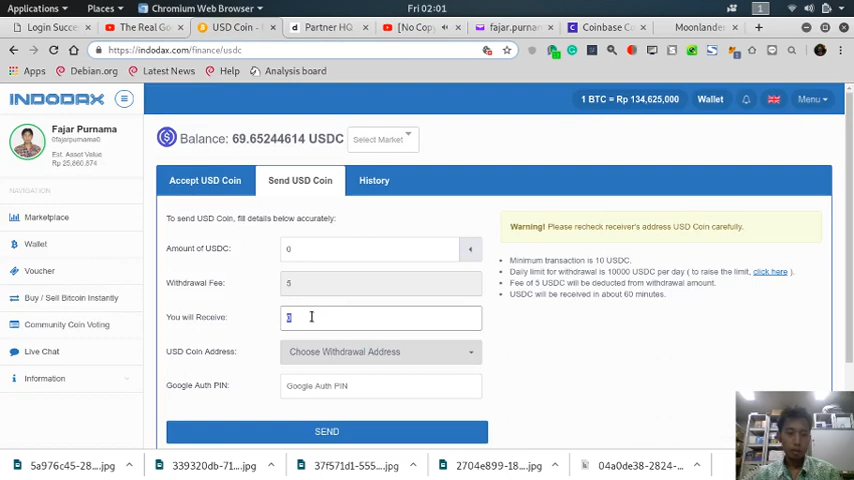 Applications Places Chromium Web Browser Fri 02:01 1
Login Succe... The Real Go USD Coin - Partner HQ [No Copy fajar.purnam Coinbase Co Moonlander
https://indodax.com/finance/usdc
Apps Debian.org Latest News Help Analysis board
INDODAX 1 BTC = Rp 134,625,000 Wallet Menu
Fajar Purnama
0fajarpurnama0
Est. Asset Value
Rp 25,860,874
Balance: 69.65244614 USDC Select Market
NAVIGATION
Marketplace
Wallet
Voucher
Buy / Sell Bitcoin Instantly
Community Coin Voting
Live Chat
Information
Accept USD Coin Send USD Coin History
To send USD Coin, fill details below accurately:
Amount of USDC: 0
Withdrawal Fee: 5
You will Receive: 0
USD Coin Address: Choose Withdrawal Address
Google Auth PIN: Google Auth PIN
SEND
Warning! Please recheck receiver's address USD Coin carefully.
Minimum transaction is 10 USDC.
Daily limit for withdrawal is 10000 USDC per day ( to raise the limit, click here ).
Fee of 5 USDC will be deducted from withdrawal amount.
USDC will be received in about 60 minutes.
5a976c45-28....jpg 339320db-71....jpg 37f571d1-555....jpg 2704e899-18....jpg 04a0de38-2824-...